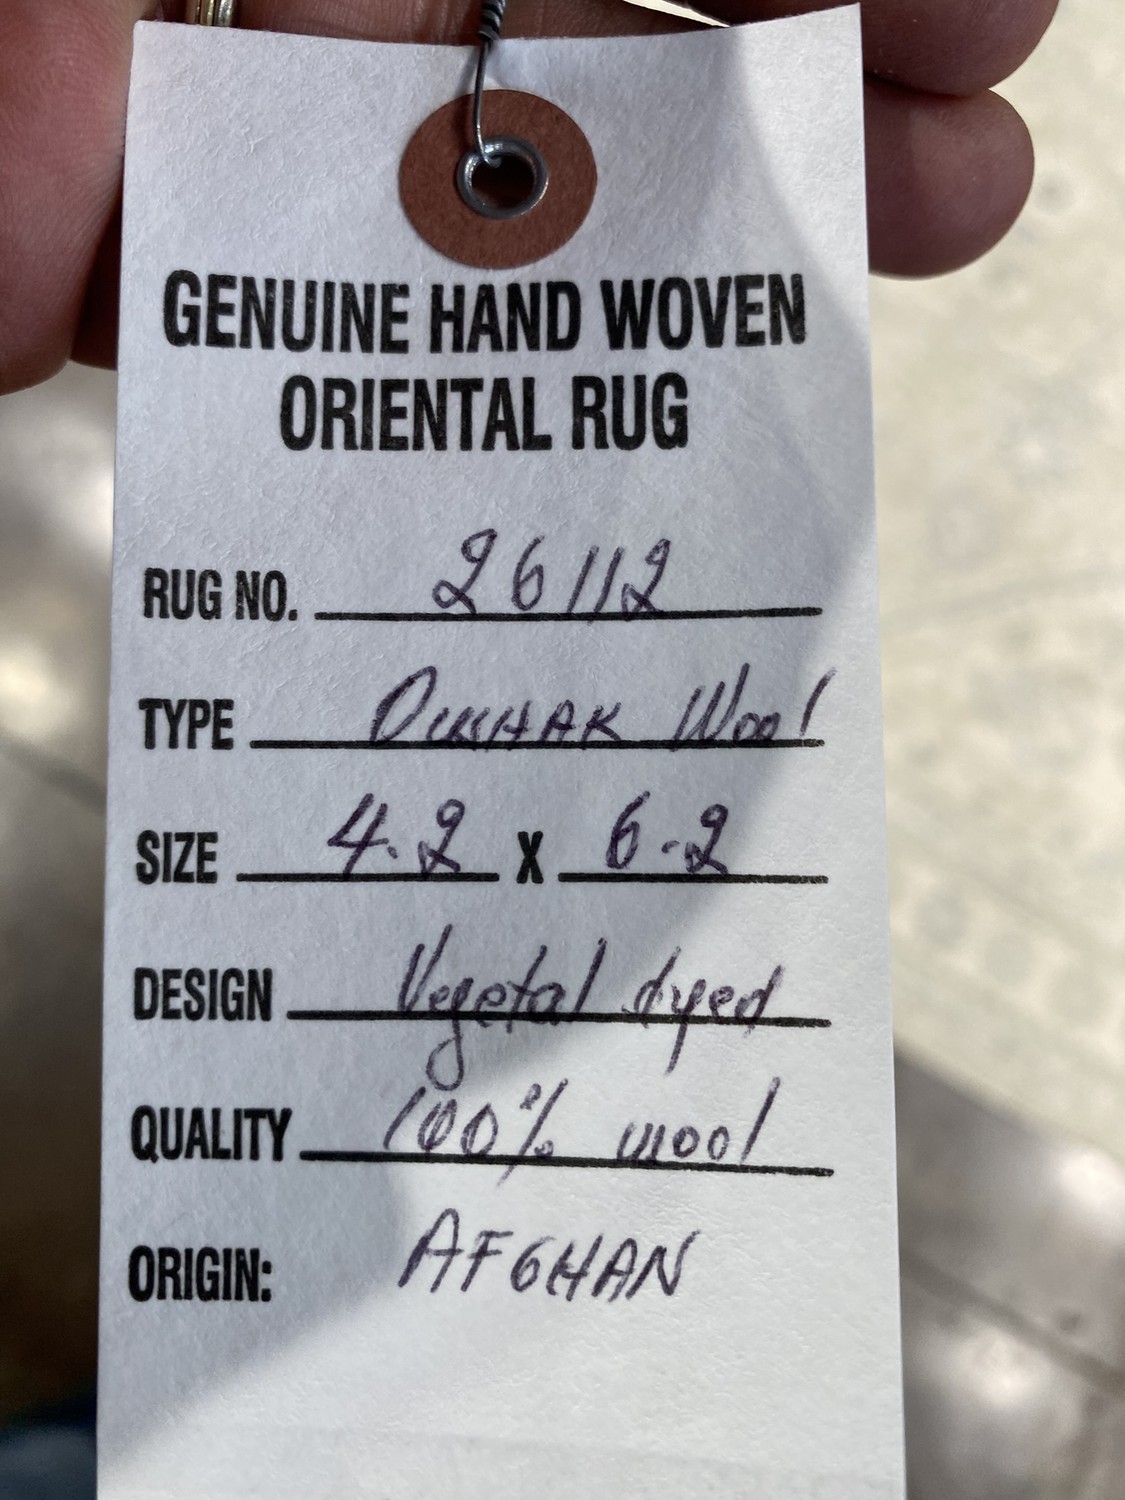 GENUINE HAND WOVEN
ORIENTAL RUG
RUG NO. 26112
TYPE Wool
SIZE 4.2 X 6.2
DESIGN Vegetal dyed
QUALITY 100% wool
ORIGIN: AFGHAN